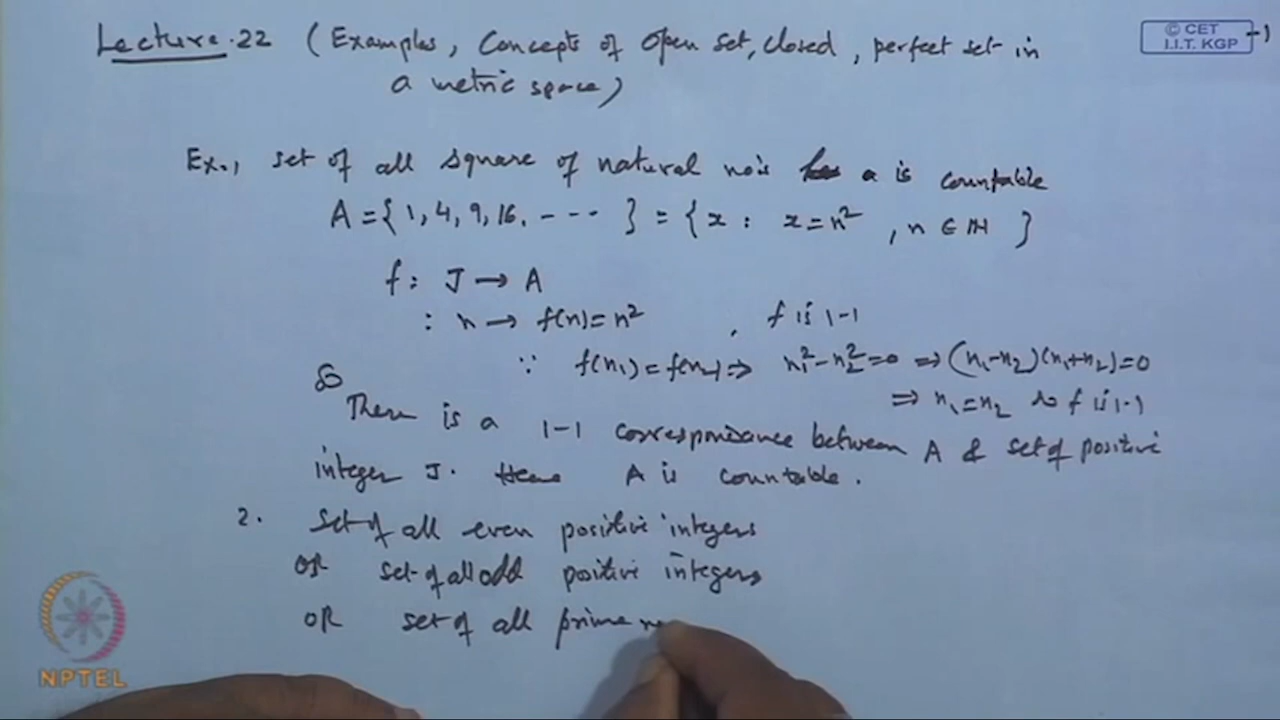 Lecture.22 (Examples, Concepts of open set, closed, perfect set in
a metric space)
© CET
I.I.T. KGP
-1
Ex., set of all square of natural no's a is countable
A = {1, 4, 9, 16, ---- } = {x : x = n², n ∈ ℕ }
f : J → A
: n → f(n) = n² , f is 1-1
∵ f(n₁) = f(n₂) ⇒ n₁² - n₂² = 0 ⇒ (n₁-n₂)(n₁+n₂) = 0
⇒ n₁ = n₂ so f is 1-1
There is a 1-1 correspondance between A & set of positive
integer J. Hence A is countable.
2. Set of all even positive integers
OR set of all odd positive integers
OR set of all prime
NPTEL